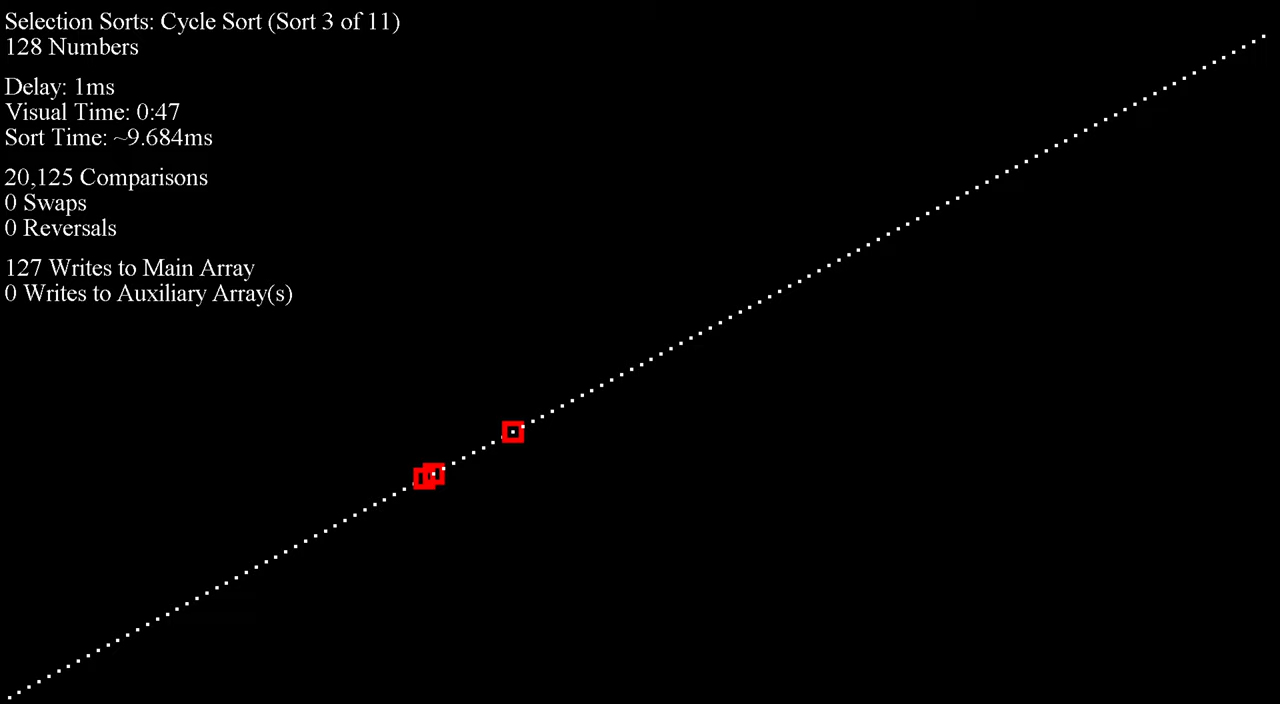 Selection Sorts: Cycle Sort (Sort 3 of 11)
128 Numbers
Delay: 1ms
Visual Time: 0:47
Sort Time: ~9.684ms
20,125 Comparisons
0 Swaps
0 Reversals
127 Writes to Main Array
0 Writes to Auxiliary Array(s)